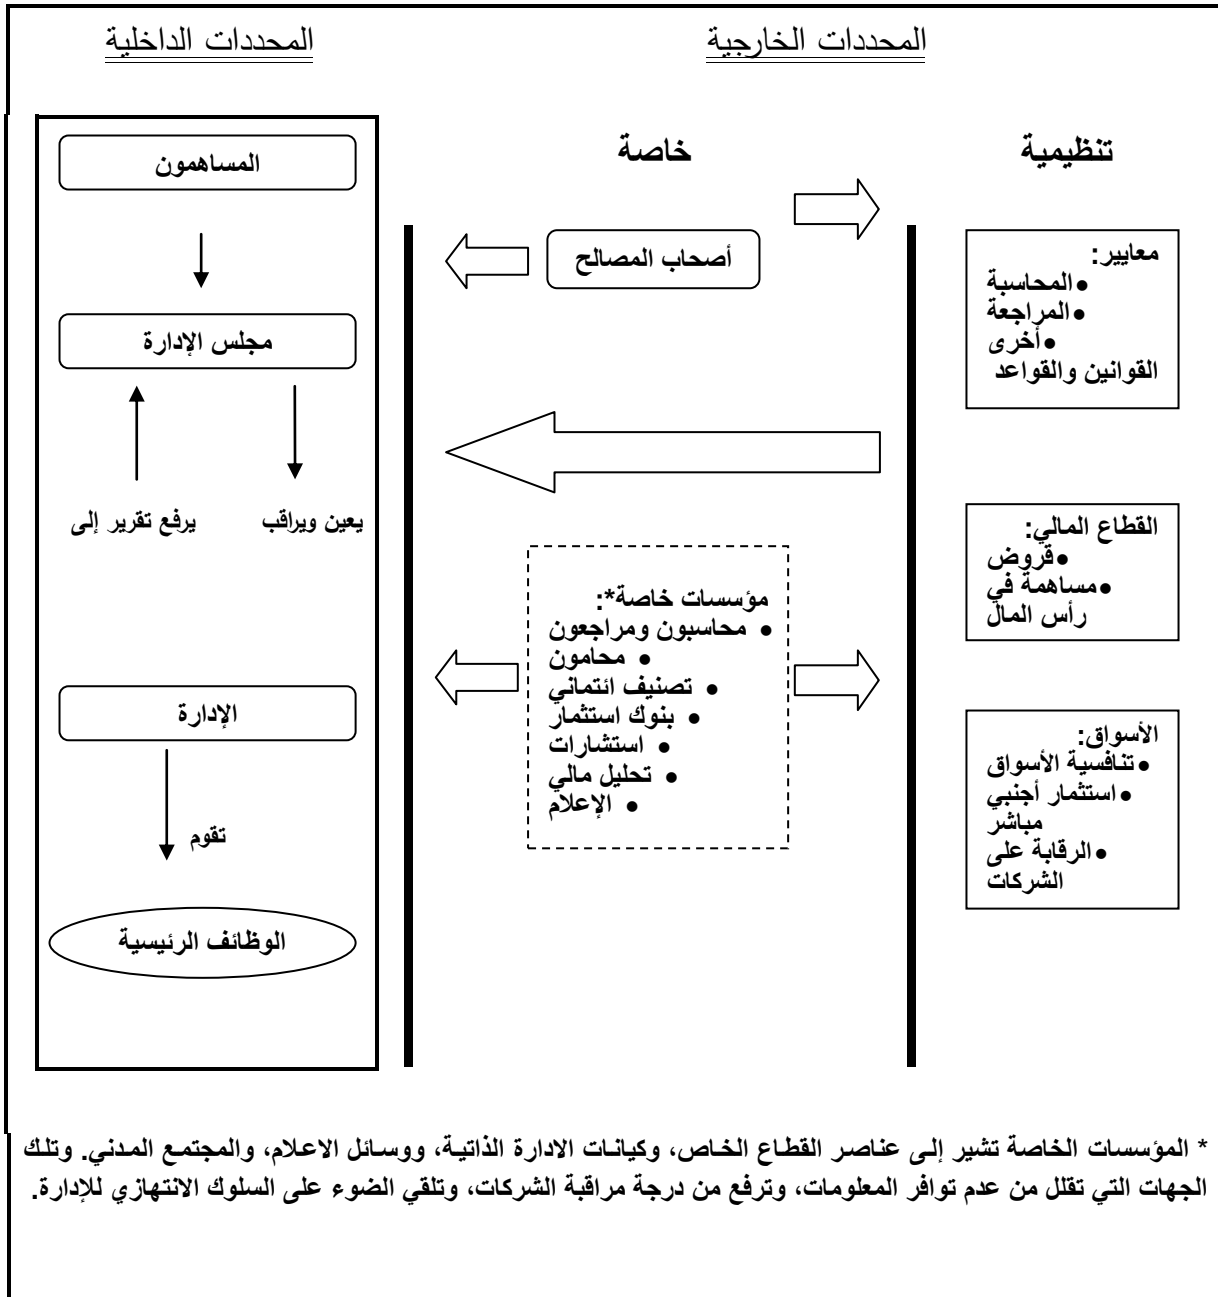 المحددات الخارجية
المحددات الداخلية
تنظيمية
خاصة
معايير:
•المحاسبة
•المراجعة
•أخرى
القوانين والقواعد
القطاع المالي:
•قروض
•مساهمة في
رأس المال
الأسواق:
•تنافسية الأسواق
•استثمار أجنبي
مباشر
•الرقابة على
الشركات
أصحاب المصالح
مؤسسات خاصة*:
• محاسبون ومراجعون
• محامون
• تصنيف ائتماني
• بنوك استثمار
• استشارات
• تحليل مالي
• الإعلام
المساهمون
مجلس الإدارة
يعين ويراقب
يرفع تقرير إلى
الإدارة
تقوم
الوظائف الرئيسية
* المؤسسات الخاصة تشير إلى عناصر القطاع الخاص، وكيانات الادارة الذاتية، ووسائل الاعلام، والمجتمع المدني. وتلك
الجهات التي تقلل من عدم توافر المعلومات، وترفع من درجة مراقبة الشركات، وتلقي الضوء على السلوك الانتهازي للإدارة.